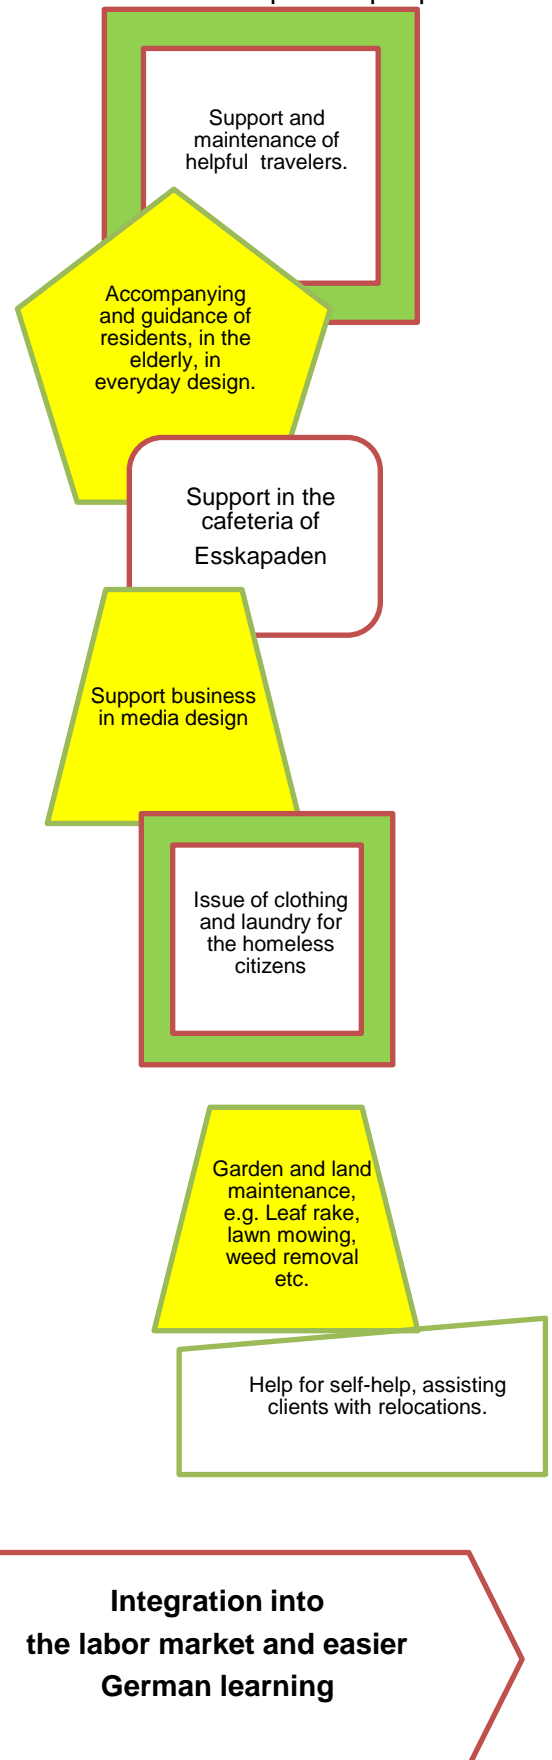 Support and
maintenance of
helpful travelers.
Accompanying
and guidance of
residents, in the
elderly, in
everyday design.
Support in the
cafeteria of
Esskapaden
Support business
in media design
Issue of clothing
and laundry for
the homeless
citizens
Garden and land
maintenance,
e.g. Leaf rake,
lawn mowing,
weed removal
etc.
Help for self-help, assisting
clients with relocations.
Integration into
the labor market and easier
German learning